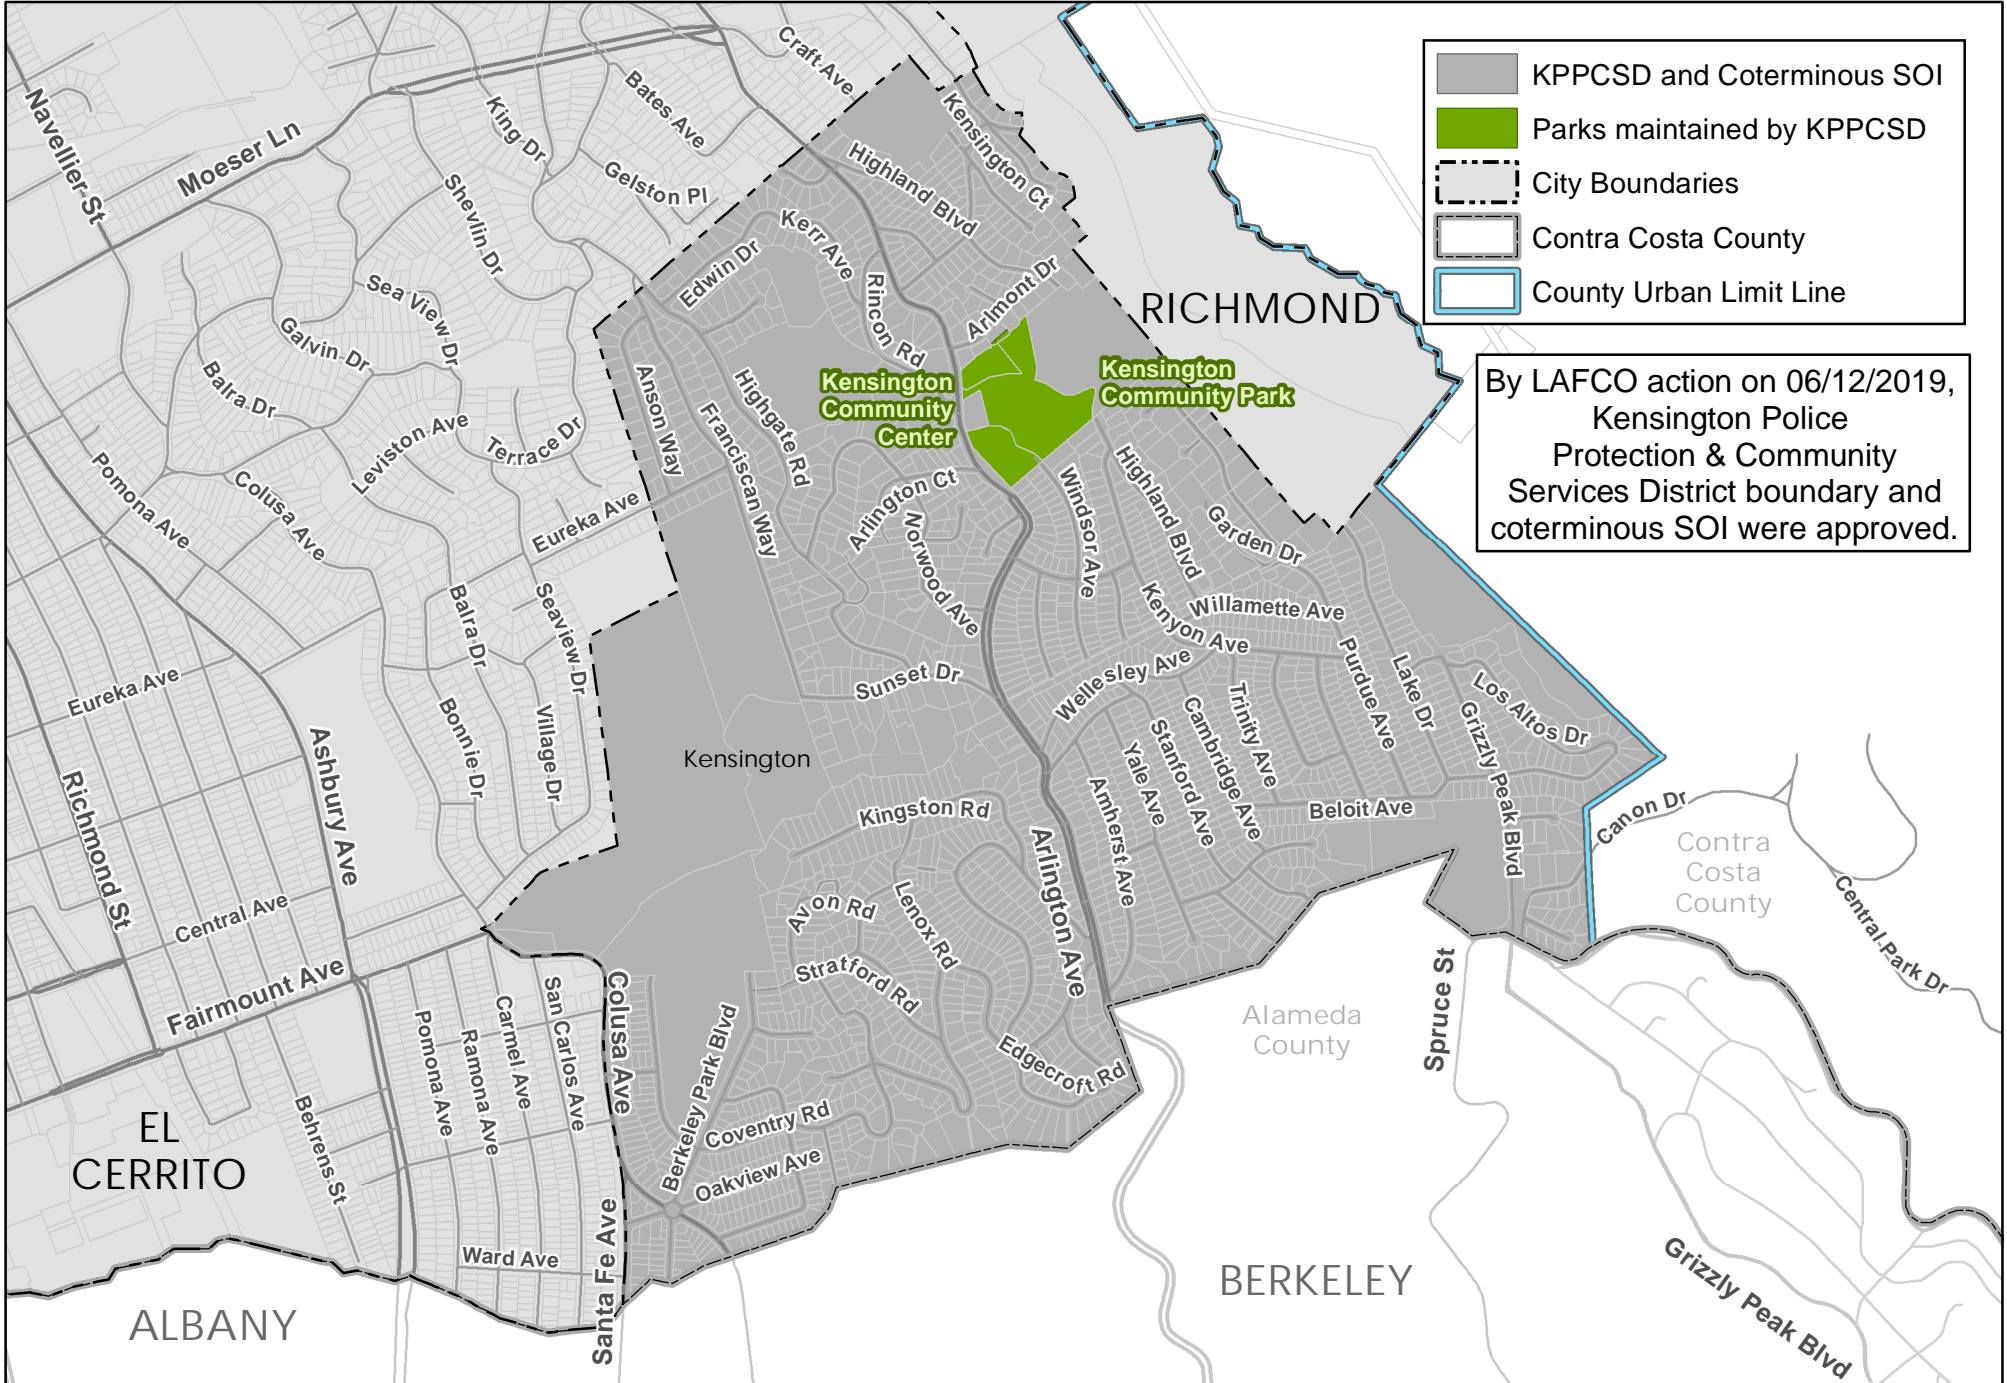 KPPCSD and Coterminous SOI
Parks maintained by KPPCSD
City Boundaries
Contra Costa County
County Urban Limit Line
By LAFCO action on 06/12/2019,
Kensington Police
Protection & Community
Services District boundary and
coterminous SOI were approved.
Craft Ave
Bates Ave
King Dr
Navellier St
Moeser Ln
Gelston Pl
Shevlin Dr
Kensington Ct
Highland Blvd
Kerr Ave
Edwin Dr
Rincon Rd
Arlmont Dr
RICHMOND
Sea View Dr
Galvin Dr
Balra Dr
Leviston Ave
Terrace Dr
Anson Way
Franciscan Way
Highgate Rd
Kensington
Community
Center
Kensington
Community Park
Pomona Ave
Colusa Ave
Eureka Ave
Arlington Ct
Norwood Ave
Windsor Ave
Highland Blvd
Garden Dr
Balra Dr
Seaview Dr
Kenyon Ave
Willamette Ave
Eureka Ave
Bonnie Dr
Village Dr
Sunset Dr
Wellesley Ave
Purdue Ave
Lake Dr
Los Altos Dr
Grizzly Peak Blvd
Trinity Ave
Cambridge Ave
Stanford Ave
Yale Ave
Amherst Ave
Ashbury Ave
Richmond St
Kensington
Kingston Rd
Beloit Ave
Canon Dr
Contra
Costa
County
Central Park Dr
Arlington Ave
Central Ave
Avon Rd
Lenox Rd
Stratford Rd
Fairmount Ave
Colusa Ave
San Carlos Ave
Carmel Ave
Ramona Ave
Pomona Ave
Berkeley Park Blvd
Edgecroft Rd
Alameda
County
Spruce St
EL
CERRITO
Behrens St
Coventry Rd
Oakview Ave
Ward Ave
Santa Fe Ave
ALBANY
BERKELEY
Grizzly Peak Blvd